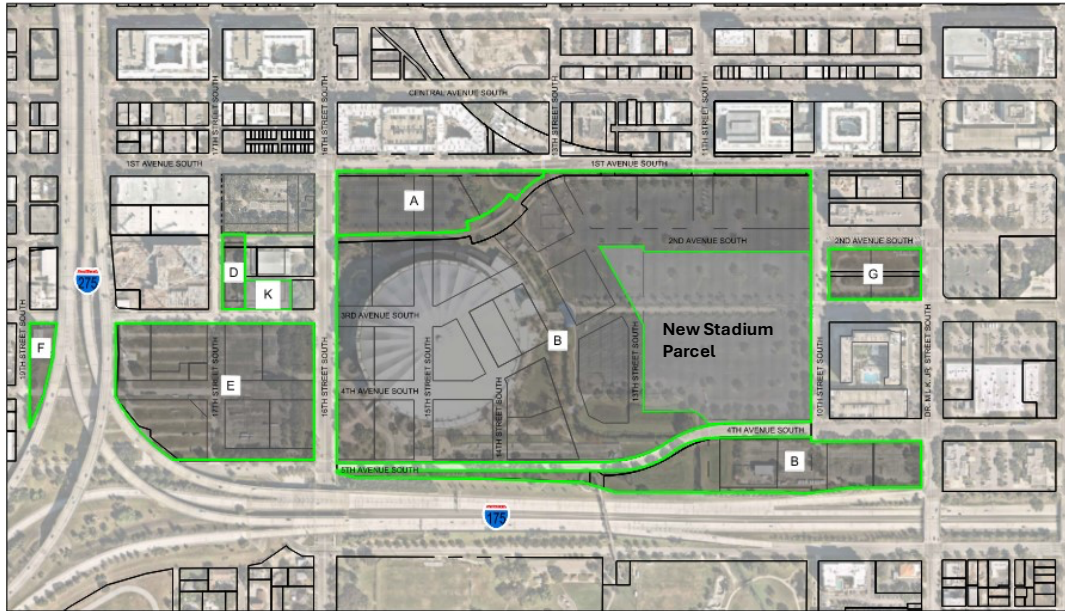 CENTRAL AVENUE SOUTH
17TH STREET SOUTH
16TH STREET SOUTH
13TH STREET SOUTH
11TH STREET SOUTH
1ST AVENUE SOUTH
1ST AVENUE SOUTH
A
2ND AVENUE SOUTH
2ND AVENUE SOUTH
D
G
275
K
3RD AVENUE SOUTH
F
B
New Stadium
Parcel
19TH STREET SOUTH
E
17TH STREET SOUTH
16TH STREET SOUTH
15TH STREET SOUTH
14TH STREET SOUTH
13TH STREET SOUTH
10TH STREET SOUTH
DR. M.L.K. JR. STREET SOUTH
4TH AVENUE SOUTH
4TH AVENUE SOUTH
B
5TH AVENUE SOUTH
175